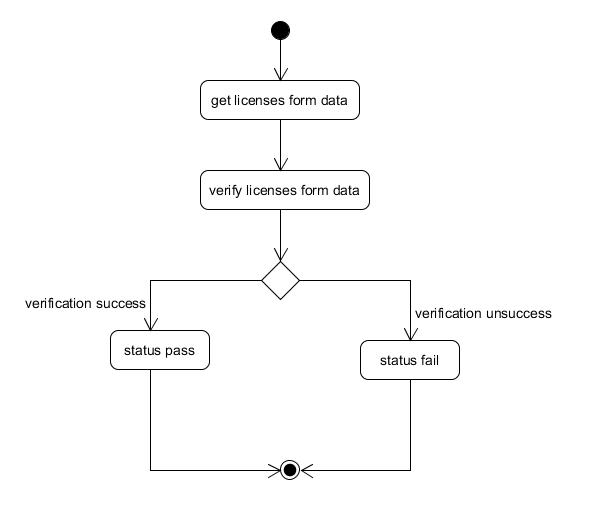 get licenses form data
verify licenses form data
verification success
verification unsuccess
status pass
status fail